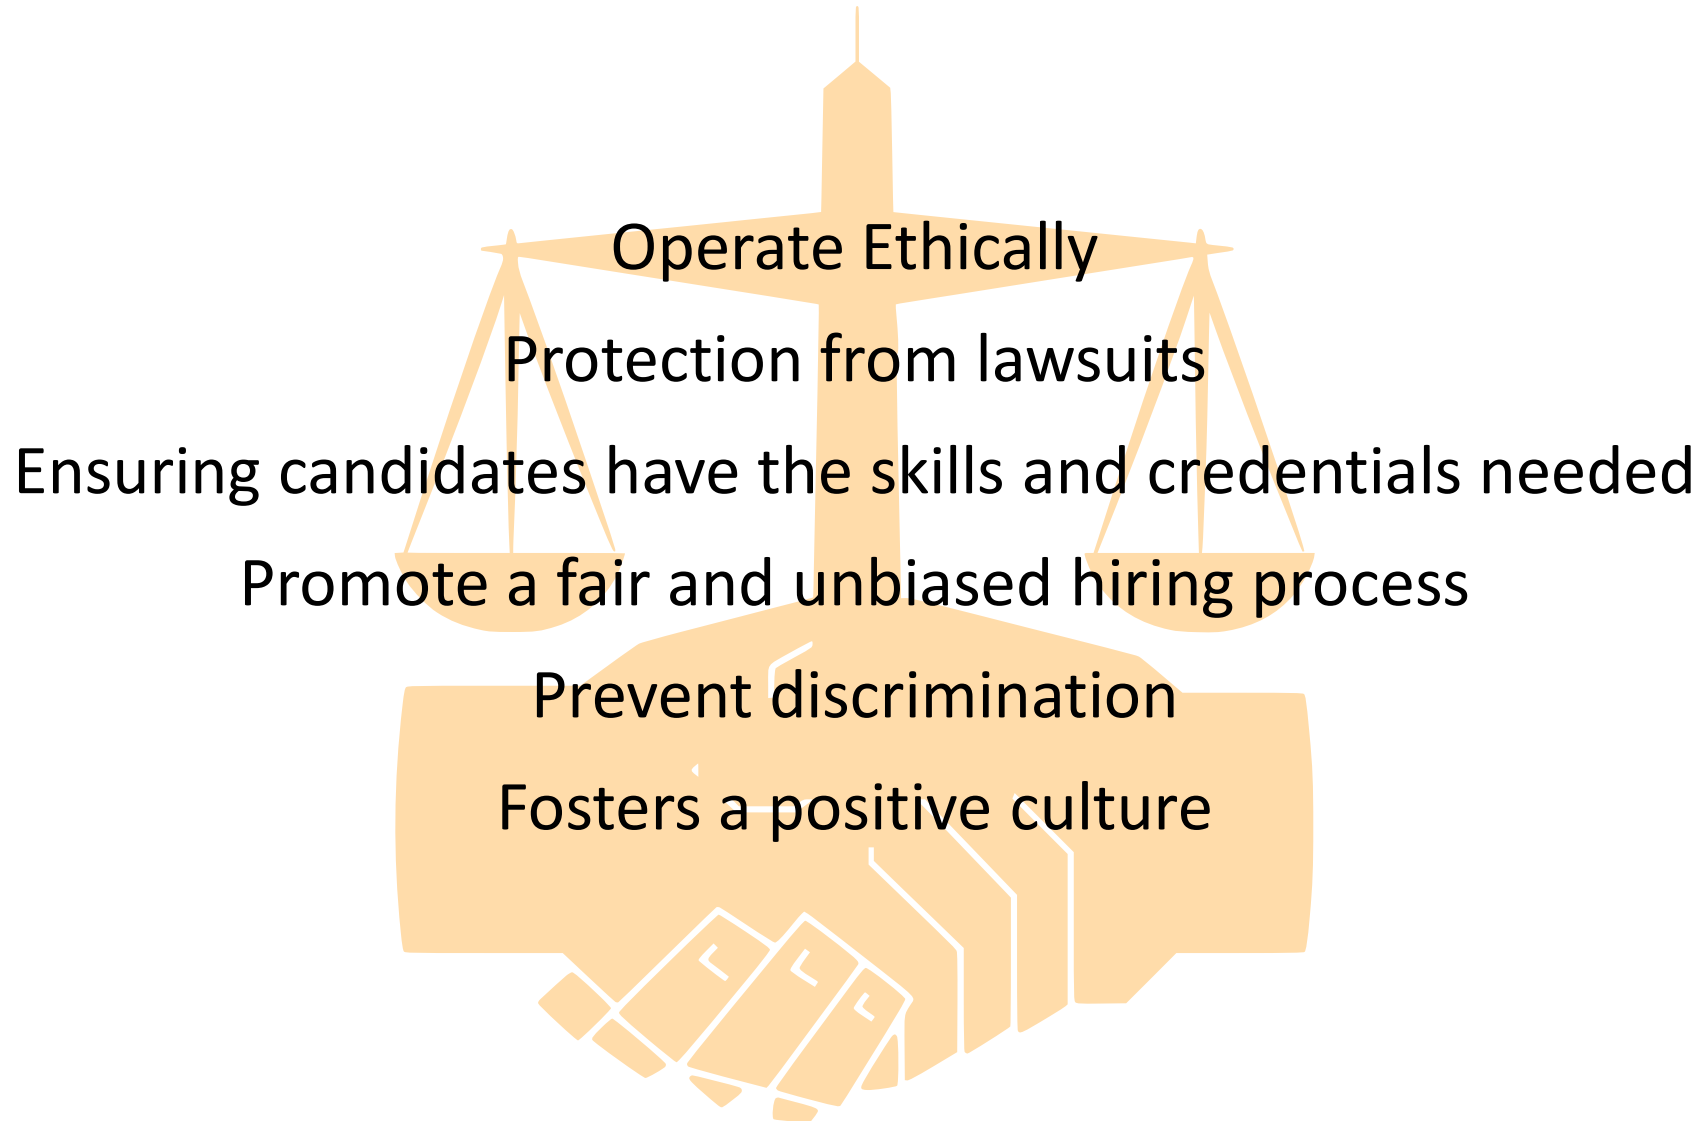 Operate Ethically
Protection from lawsuits
Ensuring candidates have the skills and credentials needed
Promote a fair and unbiased hiring process
Prevent discrimination
Fosters a positive culture